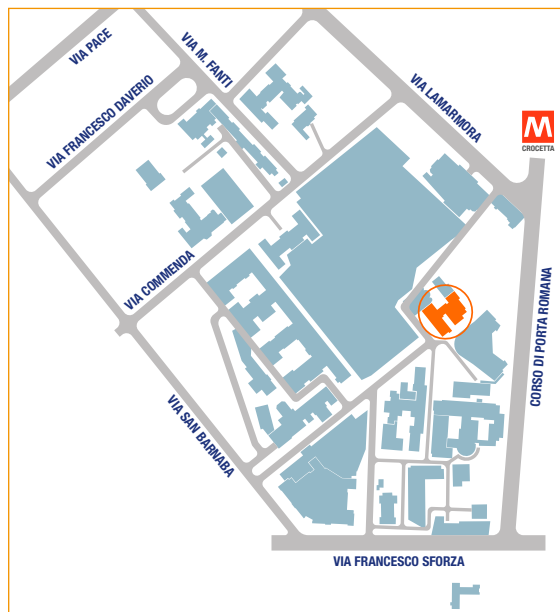 VIA PACE
VIA M. FANTI
VIA FRANCESCO DAVERIO
VIA LAMARMORA
M
CROCETTA
VIA COMMENDA
CORSO DI PORTA ROMANA
VIA SAN BARNABA
VIA FRANCESCO SFORZA